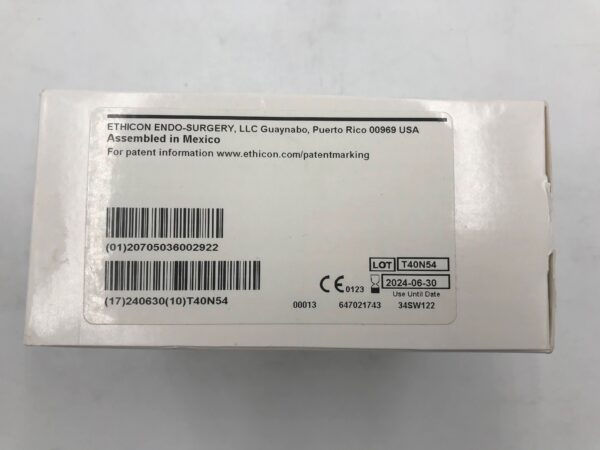 ETHICON ENDO-SURGERY, LLC Guaynabo, Puerto Rico 00969 USA
Assembled in Mexico
For patent information www.ethicon.com/patentmarking
(01)20705036002922
(17)240630(10)T40N54
LOT T40N54
CE 0123 2024-06-30
Use Until Date
00013 647021743 34SW122